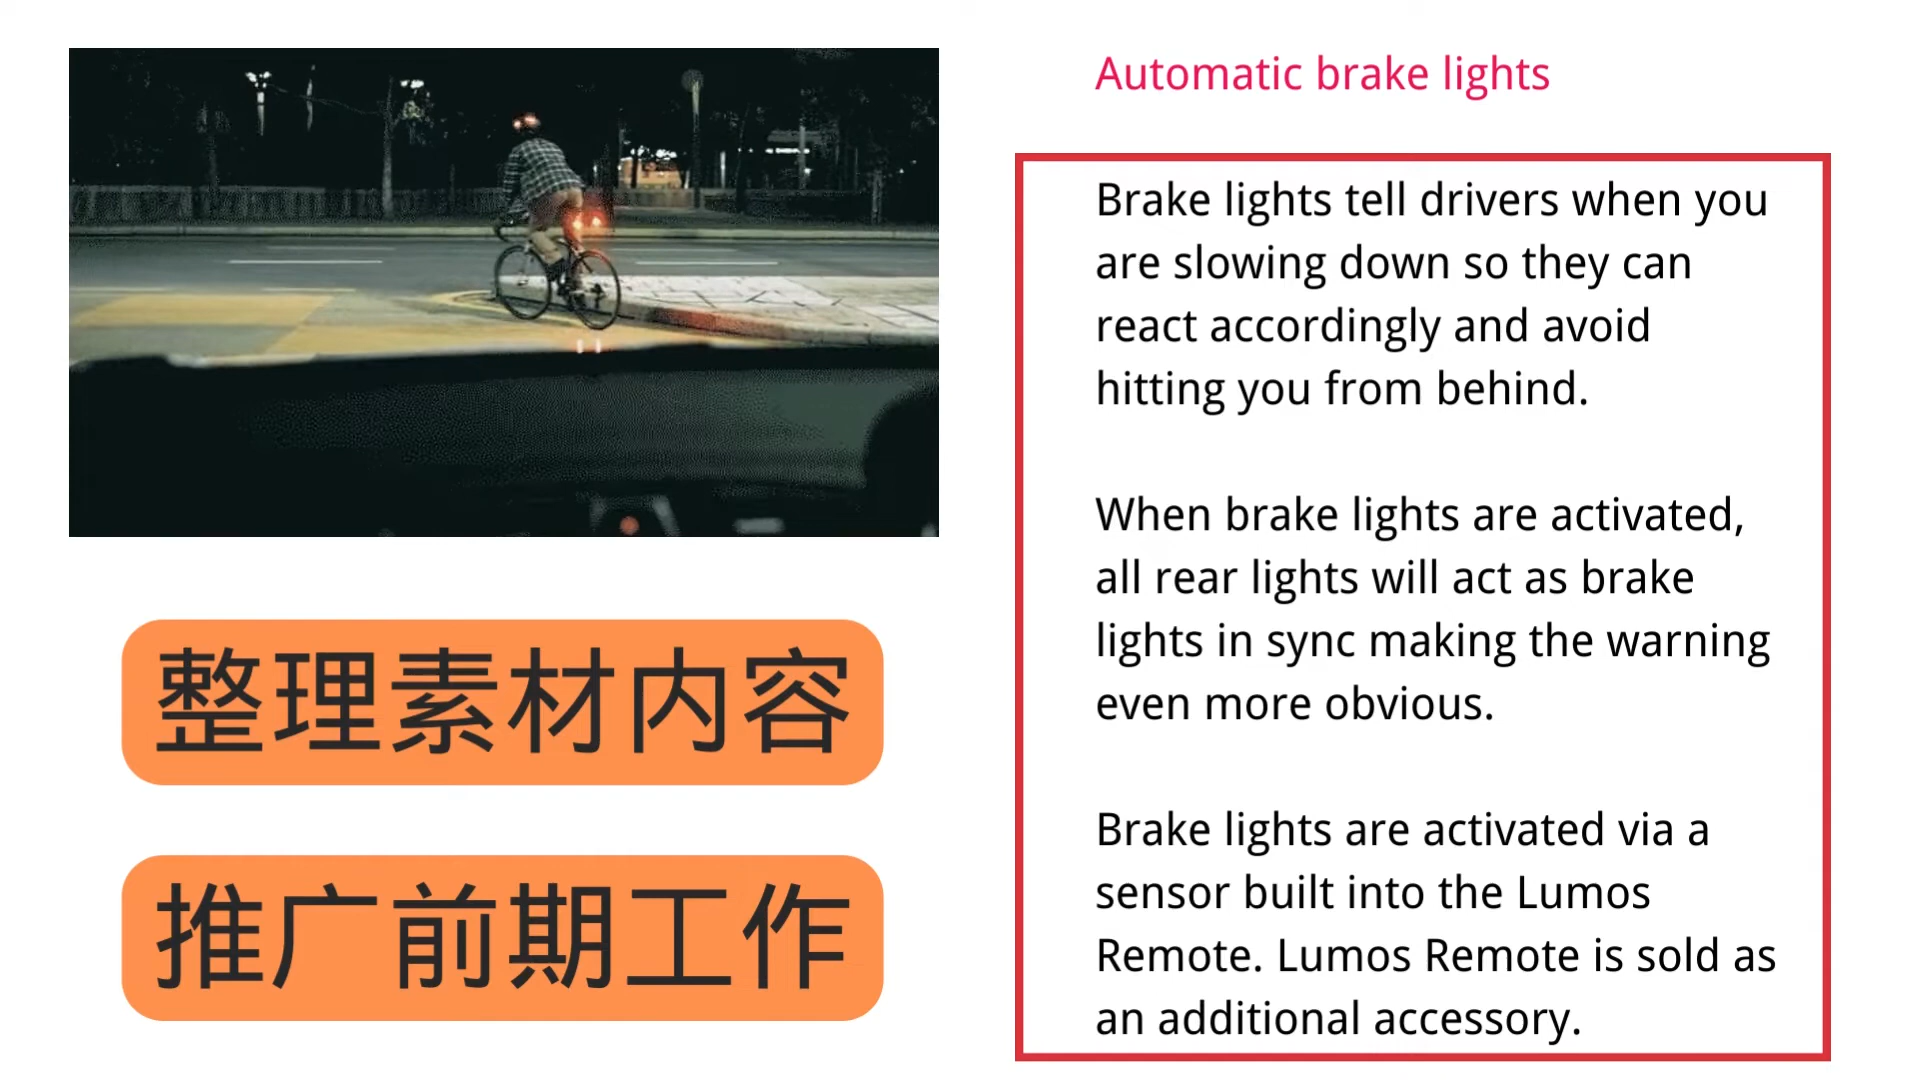 Automatic brake lights
Brake lights tell drivers when you
are slowing down so they can
react accordingly and avoid
hitting you from behind.
When brake lights are activated,
all rear lights will act as brake
lights in sync making the warning
even more obvious.
Brake lights are activated via a
sensor built into the Lumos
Remote. Lumos Remote is sold as
an additional accessory.
整理素材内容
推广前期工作